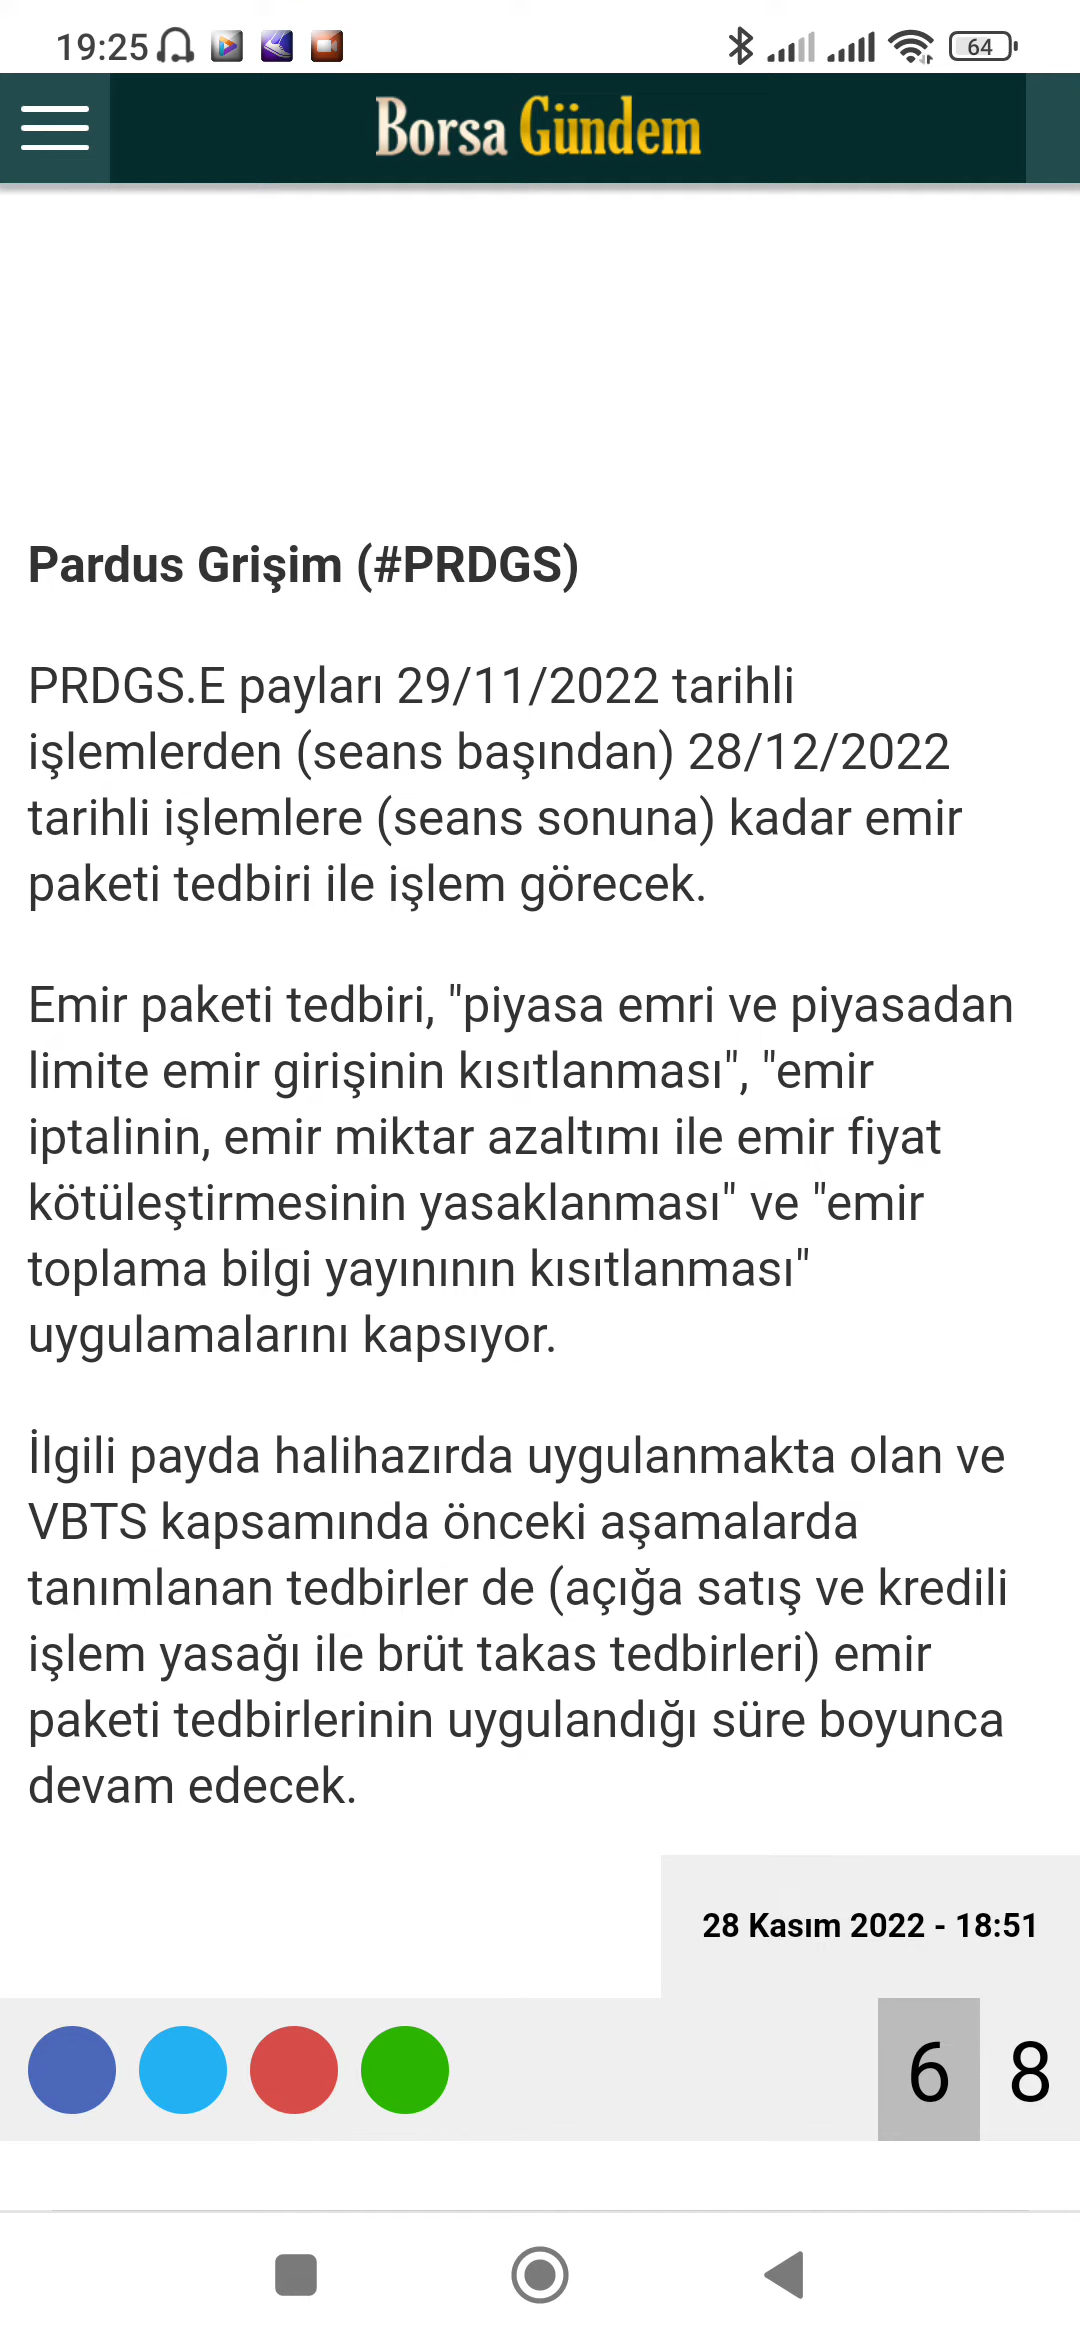 19:25
64
Borsa Gündem
Pardus Grişim (#PRDGS)
PRDGS.E payları 29/11/2022 tarihli
işlemlerden (seans başından) 28/12/2022
tarihli işlemlere (seans sonuna) kadar emir
paketi tedbiri ile işlem görecek.
Emir paketi tedbiri, "piyasa emri ve piyasadan
limite emir girişinin kısıtlanması", "emir
iptalinin, emir miktar azaltımı ile emir fiyat
kötüleştirmesinin yasaklanması" ve "emir
toplama bilgi yayınının kısıtlanması"
uygulamalarını kapsıyor.
İlgili payda halihazırda uygulanmakta olan ve
VBTS kapsamında önceki aşamalarda
tanımlanan tedbirler de (açığa satış ve kredili
işlem yasağı ile brüt takas tedbirleri) emir
paketi tedbirlerinin uygulandığı süre boyunca
devam edecek.
28 Kasım 2022 - 18:51
6 8